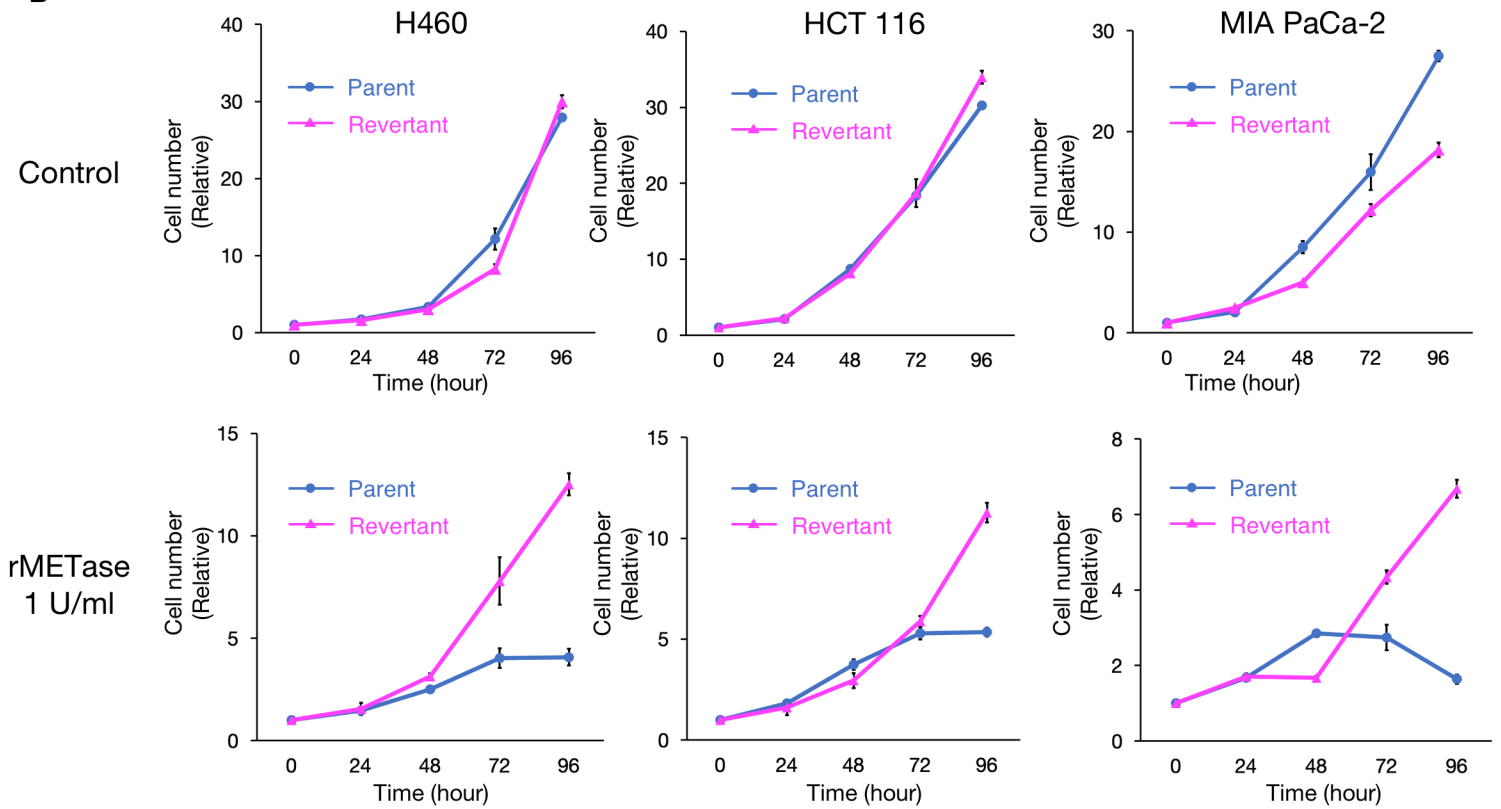 H460
40
30
20
10
0
Parent
Revertant
Cell number
(Relative)
0 24 48 72 96
Time (hour)
HCT 116
40
30
20
10
0
Parent
Revertant
Cell number
(Relative)
0 24 48 72 96
Time (hour)
MIA PaCa-2
30
20
10
0
Parent
Revertant
Cell number
(Relative)
0 24 48 72 96
Time (hour)
Control
rMETase
1 U/ml
15
10
5
0
Parent
Revertant
Cell number
(Relative)
0 24 48 72 96
Time (hour)
15
10
5
0
Parent
Revertant
Cell number
(Relative)
0 24 48 72 96
Time (hour)
8
6
4
2
0
Parent
Revertant
Cell number
(Relative)
0 24 48 72 96
Time (hour)